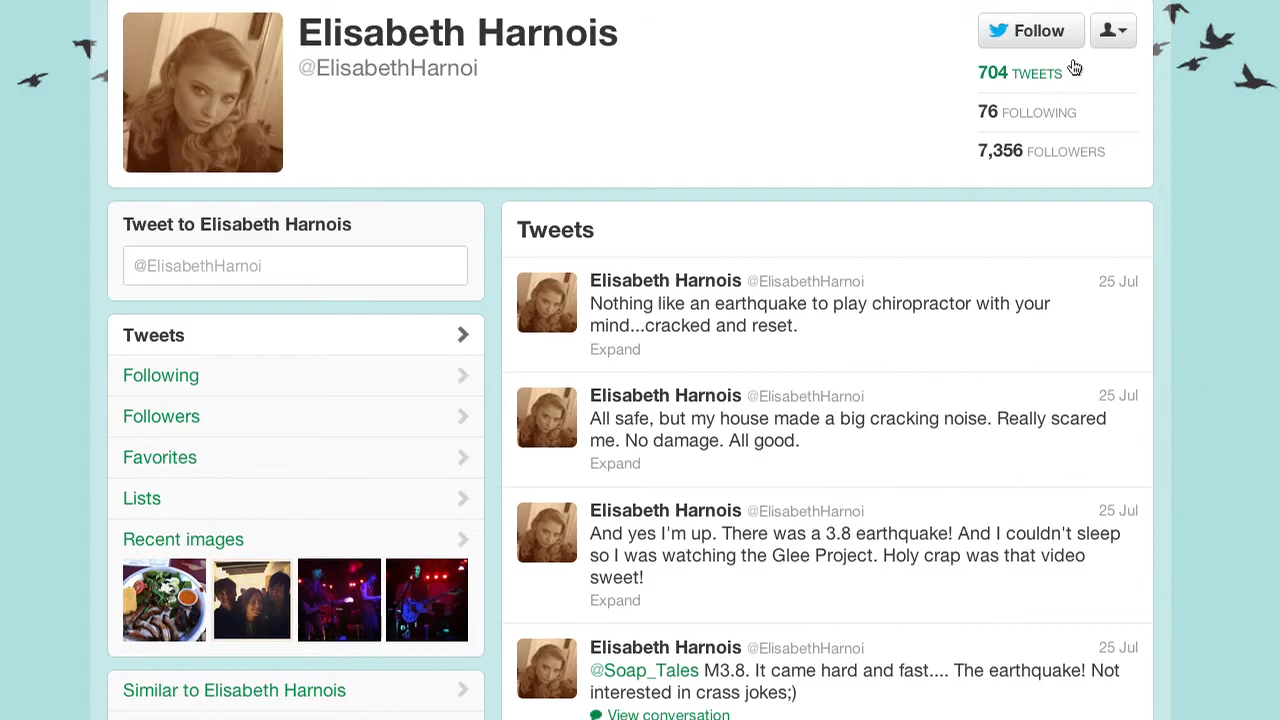 Elisabeth Harnois
@ElisabethHarnoi
Follow
704 TWEETS
76 FOLLOWING
7,356 FOLLOWERS
Tweet to Elisabeth Harnois
@ElisabethHarnoi
Tweets
Following
Followers
Favorites
Lists
Recent images
Similar to Elisabeth Harnois
Tweets
Elisabeth Harnois @ElisabethHarnoi 25 Jul
Nothing like an earthquake to play chiropractor with your
mind...cracked and reset.
Expand
Elisabeth Harnois @ElisabethHarnoi 25 Jul
All safe, but my house made a big cracking noise. Really scared
me. No damage. All good.
Expand
Elisabeth Harnois @ElisabethHarnoi 25 Jul
And yes I'm up. There was a 3.8 earthquake! And I couldn't sleep
so I was watching the Glee Project. Holy crap was that video
sweet!
Expand
Elisabeth Harnois @ElisabethHarnoi 25 Jul
@Soap_Tales M3.8. It came hard and fast.... The earthquake! Not
interested in crass jokes;)
View conversation